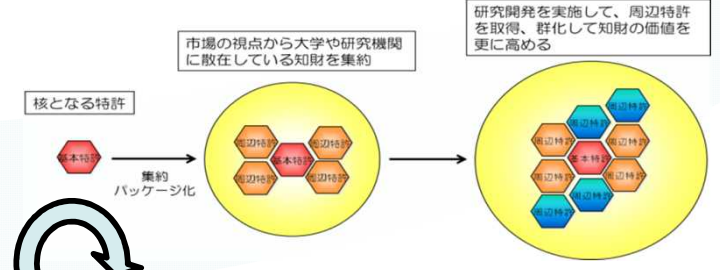 核となる特許
基本特許
集約
パッケージ化
市場の視点から大学や研究機関
に散在している知財を集約
周辺特許
周辺特許
基本特許
周辺特許
周辺特許
研究開発を実施して、周辺特許
を取得、群化して知財の価値を
更に高める
周辺特許
周辺特許
周辺特許
周辺特許
基本特許
周辺特許
周辺特許
周辺特許
周辺特許